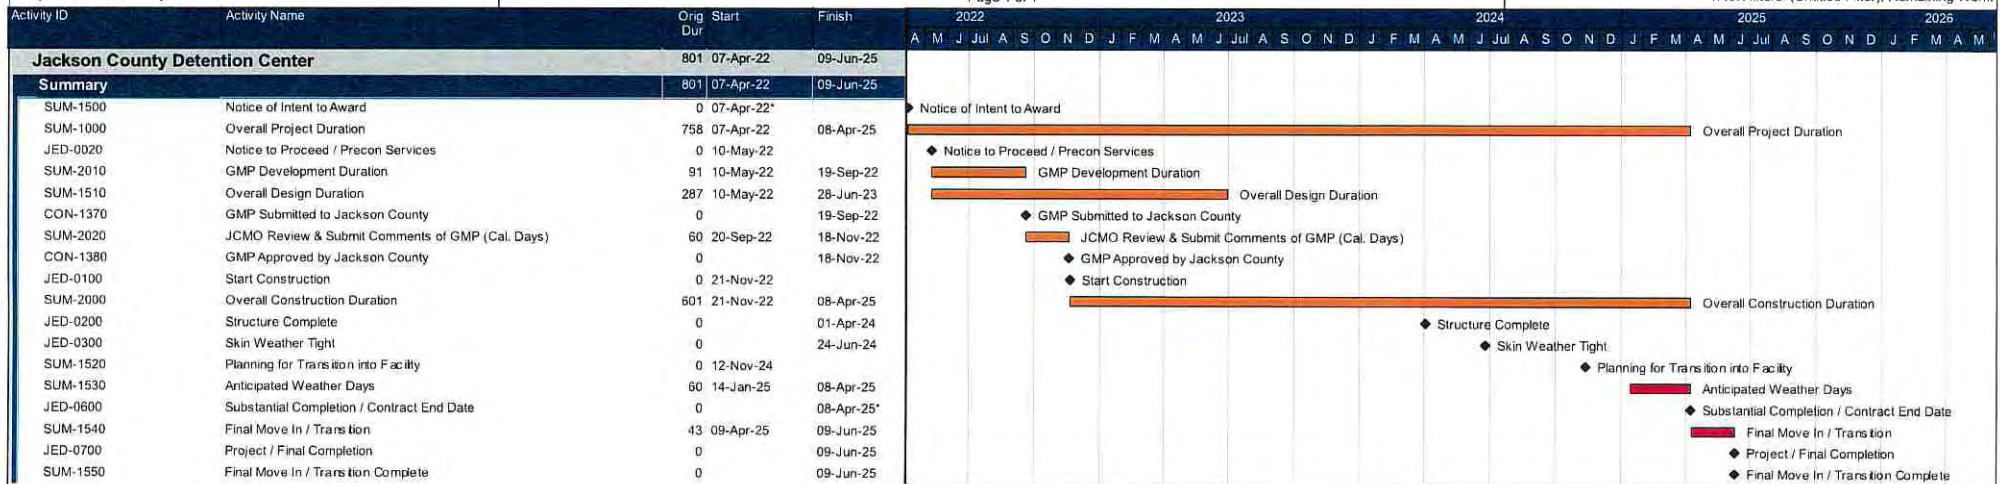 Activity ID Activity Name Orig Dur Start Finish 2022 2023 2024 2025 2026
A M J Jul A S O N D J F M A M J Jul A S O N D J F M A M J Jul A S O N D J F M A M J Jul A S O N D J F M A M
Jackson County Detention Center 801 07-Apr-22 09-Jun-25
Summary 801 07-Apr-22 09-Jun-25
SUM-1500 Notice of Intent to Award 0 07-Apr-22* Notice of Intent to Award
SUM-1000 Overall Project Duration 758 07-Apr-22 08-Apr-25 Overall Project Duration
JED-0020 Notice to Proceed / Precon Services 0 10-May-22 Notice to Proceed / Precon Services
SUM-2010 GMP Development Duration 91 10-May-22 19-Sep-22 GMP Development Duration
SUM-1510 Overall Design Duration 287 10-May-22 28-Jun-23 Overall Design Duration
CON-1370 GMP Submitted to Jackson County 0 19-Sep-22 GMP Submitted to Jackson County
SUM-2020 JCMO Review & Submit Comments of GMP (Cal. Days) 60 20-Sep-22 18-Nov-22 JCMO Review & Submit Comments of GMP (Cal. Days)
CON-1380 GMP Approved by Jackson County 0 18-Nov-22 GMP Approved by Jackson County
JED-0100 Start Construction 0 21-Nov-22 Start Construction
SUM-2000 Overall Construction Duration 601 21-Nov-22 08-Apr-25 Overall Construction Duration
JED-0200 Structure Complete 0 01-Apr-24 Structure Complete
JED-0300 Skin Weather Tight 0 24-Jun-24 Skin Weather Tight
SUM-1520 Planning for Transition into Facility 0 12-Nov-24 Planning for Transition into Facility
SUM-1530 Anticipated Weather Days 60 14-Jan-25 08-Apr-25 Anticipated Weather Days
JED-0600 Substantial Completion / Contract End Date 0 08-Apr-25* Substantial Completion / Contract End Date
SUM-1540 Final Move In / Transition 43 09-Apr-25 09-Jun-25 Final Move In / Transition
JED-0700 Project / Final Completion 0 09-Jun-25 Project / Final Completion
SUM-1550 Final Move In / Transition Complete 0 09-Jun-25 Final Move In / Transition Complete